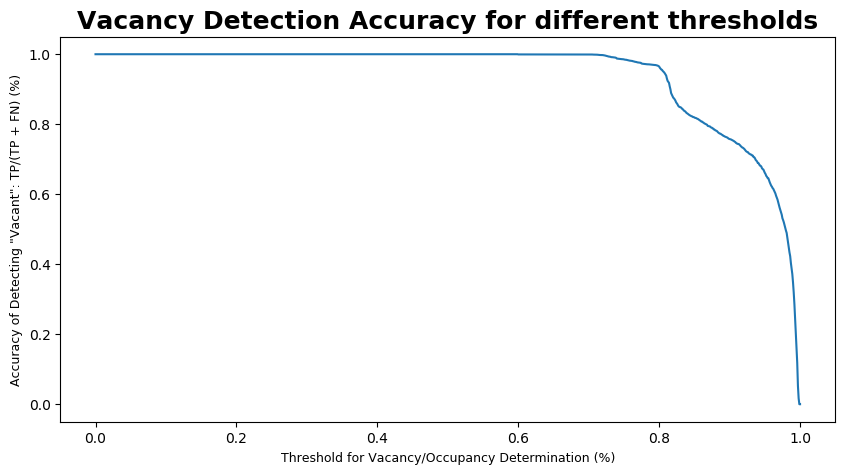 Vacancy Detection Accuracy for different thresholds
Accuracy of Detecting "Vacant": TP/(TP + FN) (%)
1.0
0.8
0.6
0.4
0.2
0.0
0.0 0.2 0.4 0.6 0.8 1.0
Threshold for Vacancy/Occupancy Determination (%)